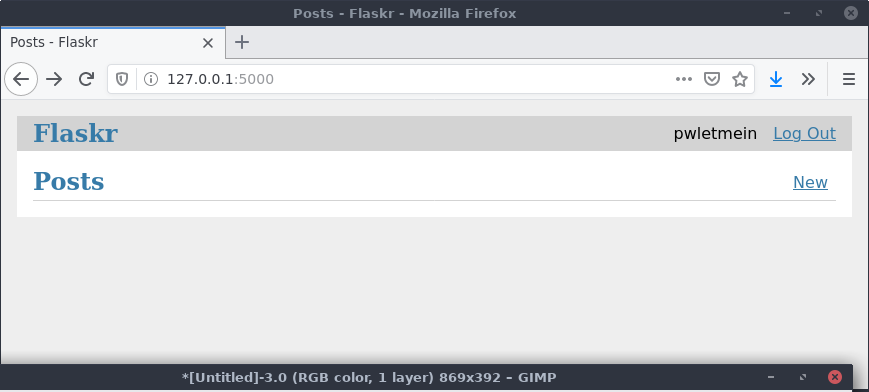 Posts - Flaskr - Mozilla Firefox
Posts - Flaskr
127.0.0.1:5000
Flaskr pwletmein Log Out
Posts New
*[Untitled]-3.0 (RGB color, 1 layer) 869x392 – GIMP